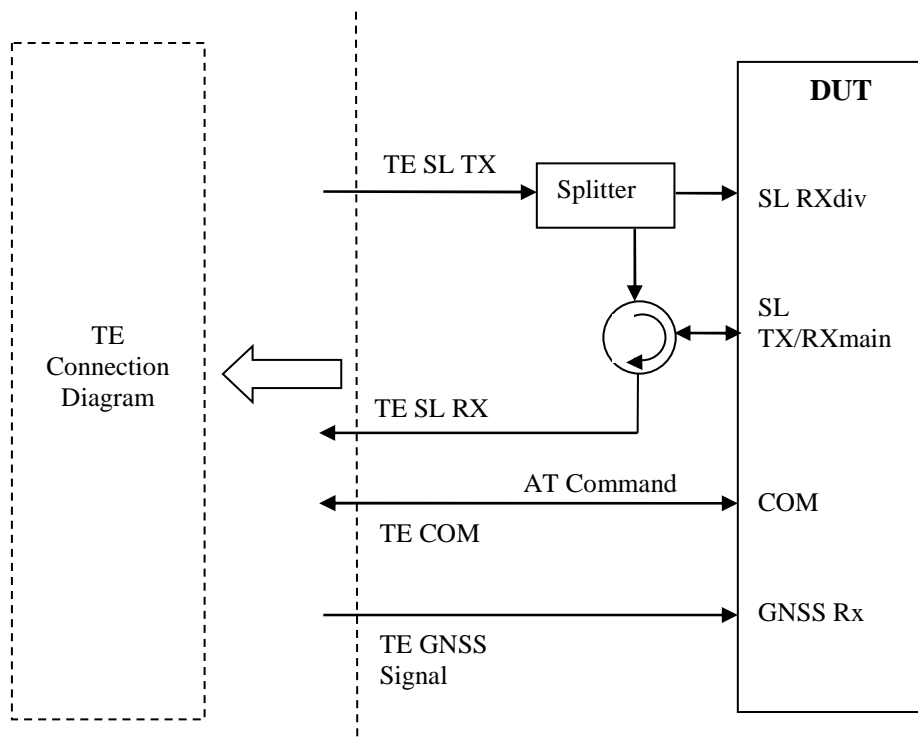 DUT
TE SL TX
Splitter
SL RXdiv
SL
TX/RXmain
TE
Connection
Diagram
TE SL RX
AT Command
COM
TE COM
GNSS Rx
TE GNSS
Signal